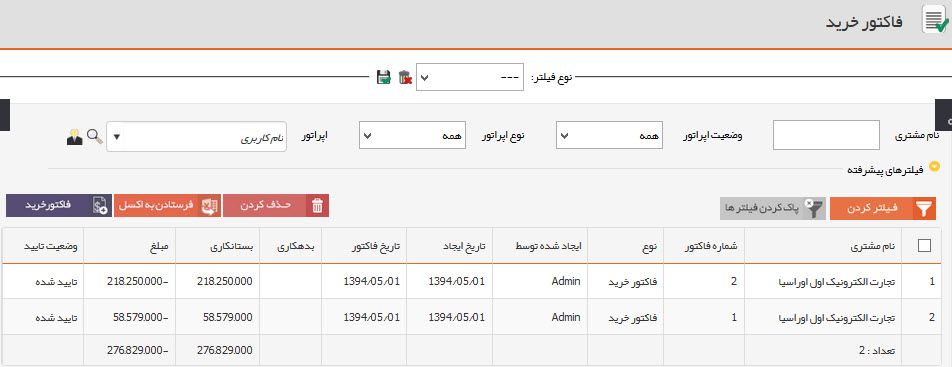 فاکتور خرید
نوع فیلتر: ---
نام مشتری وضعیت اپراتور همه نوع اپراتور همه اپراتور نام کاربری
فیلترهای پیشرفته
فیلتر کردن پاک کردن فیلتر ها حذف کردن فرستادن به اکسل فاکتورخرید
نام مشتری شماره فاکتور نوع ایجاد شده توسط تاریخ ایجاد تاریخ فاکتور بدهکاری بستانکاری مبلغ وضعیت تایید
1 تجارت الکترونیک اول اوراسیا 2 فاکتور خرید Admin 1394/05/01 1394/05/01 218.250.000 218.250.000- تایید شده
2 تجارت الکترونیک اول اوراسیا 1 فاکتور خرید Admin 1394/05/01 1394/05/01 58.579.000 58.579.000- تایید شده
تعداد : 2 276.829.000 276.829.000-